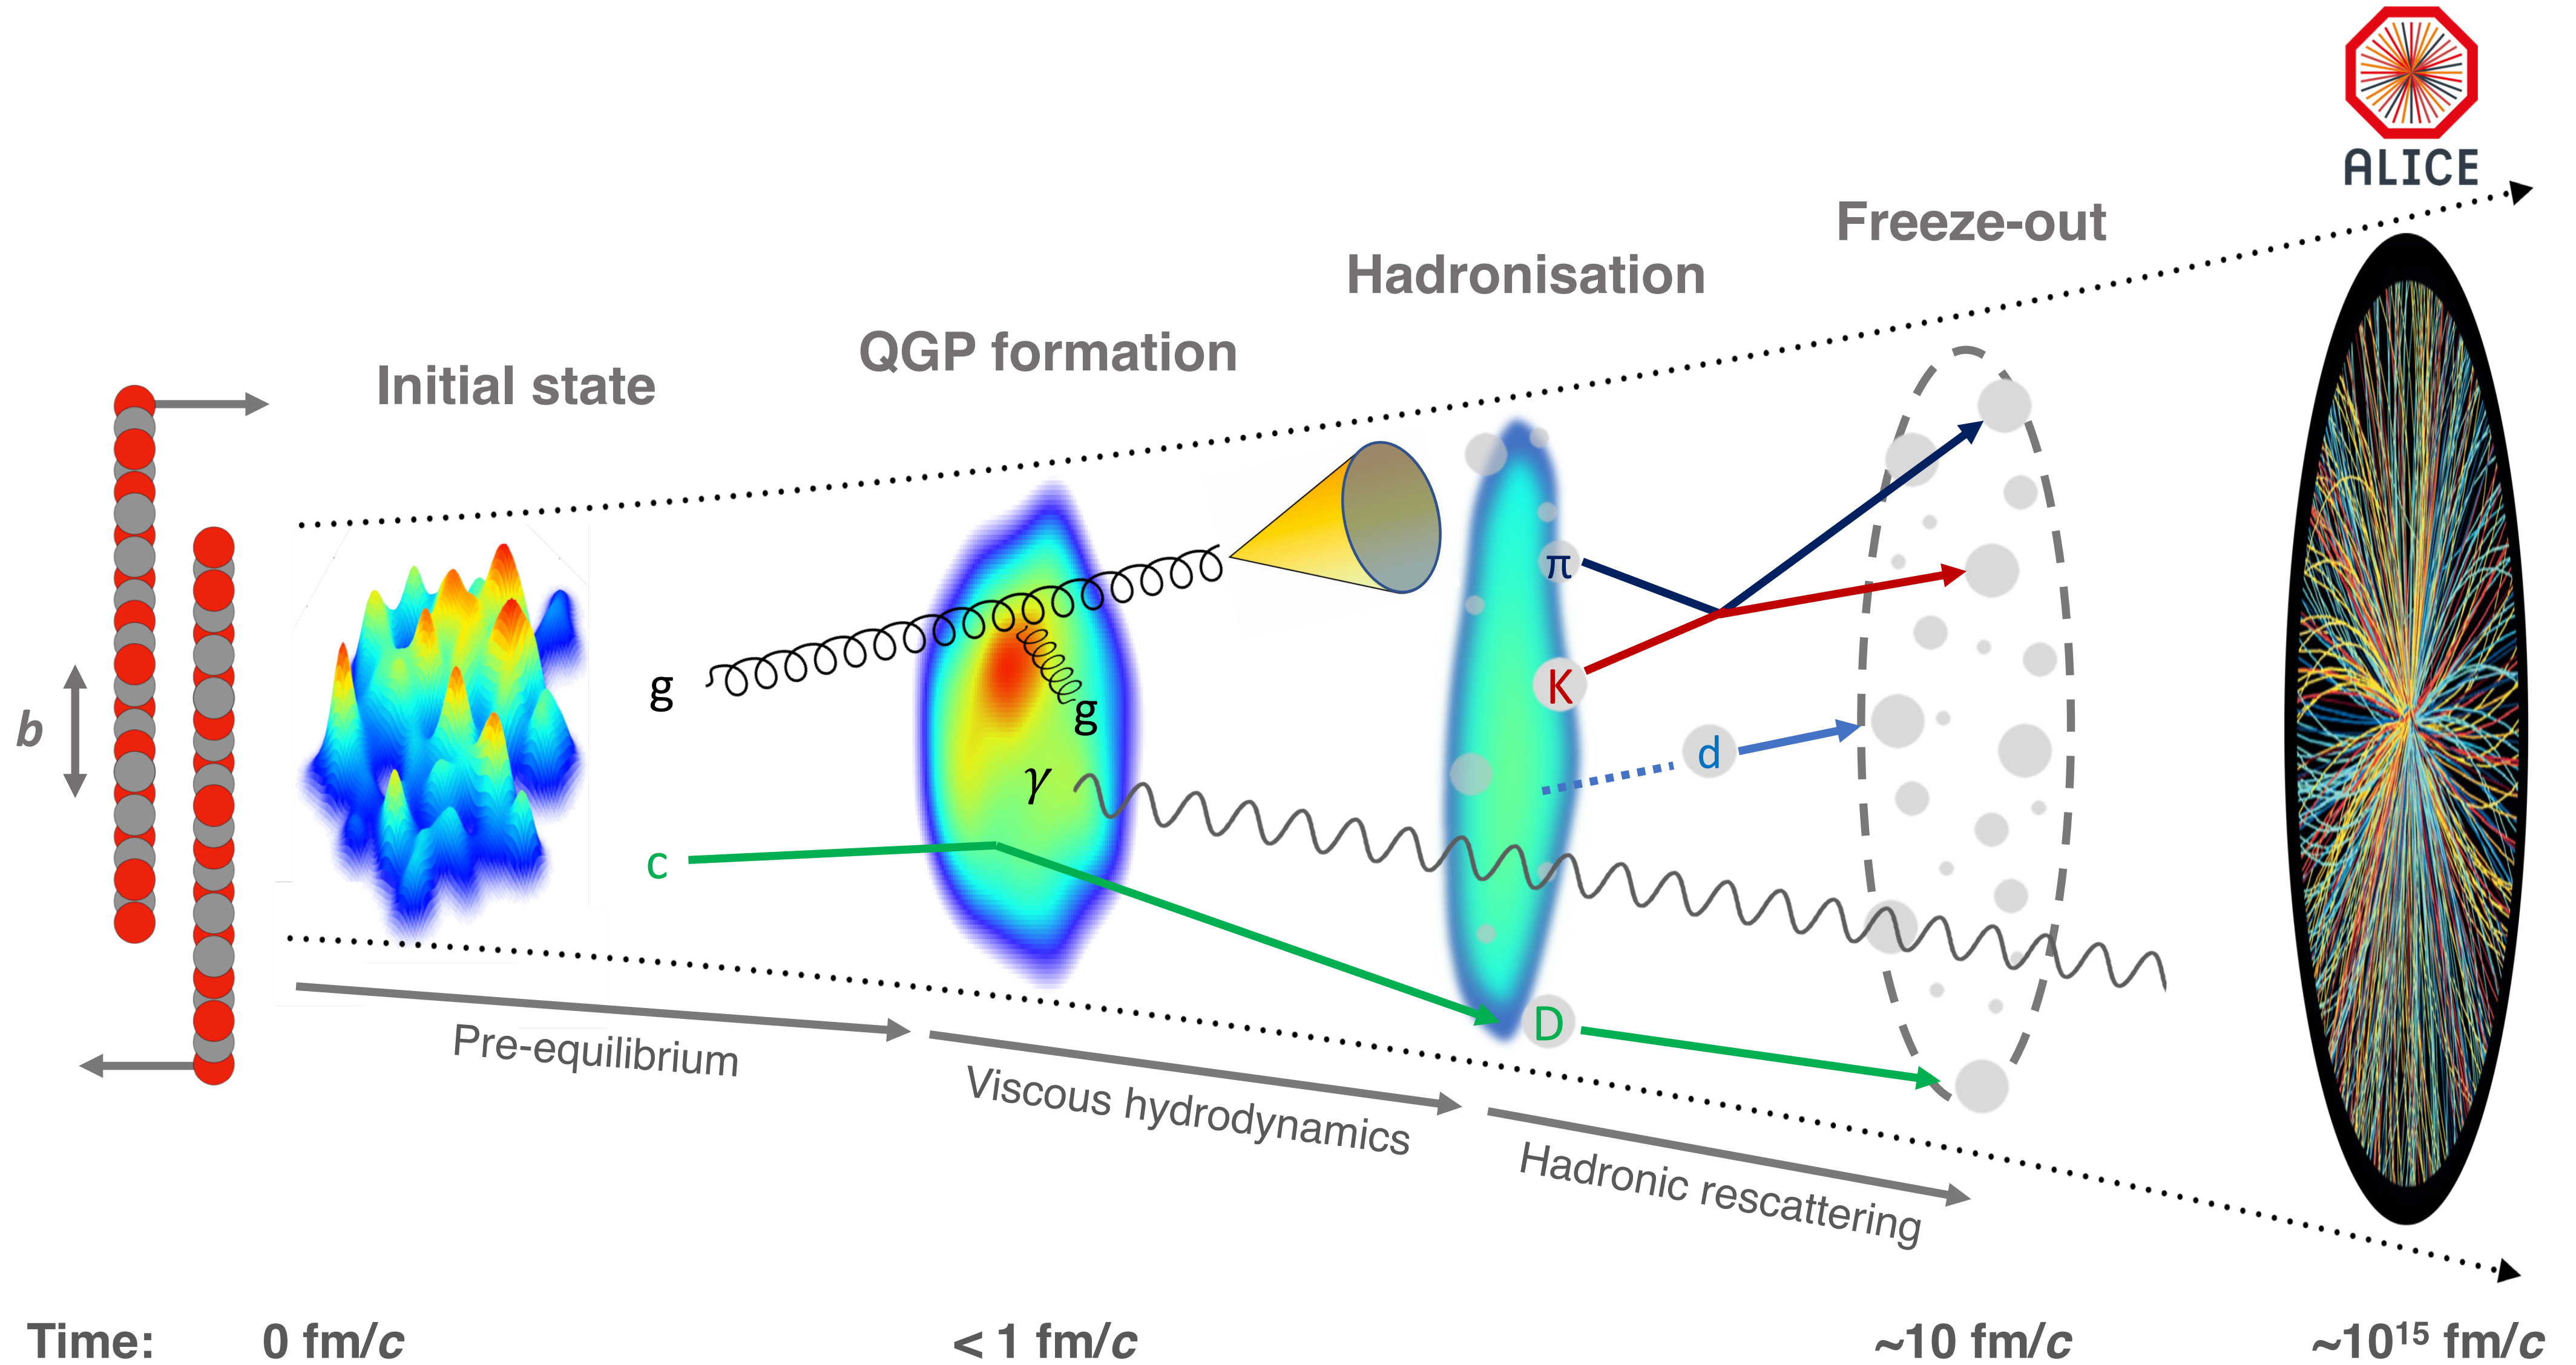 ALICE
Freeze-out
Hadronisation
QGP formation
Initial state
b
g
g
γ
c
π
K
d
D
Pre-equilibrium
Viscous hydrodynamics
Hadronic rescattering
Time: 0 fm/c < 1 fm/c ~10 fm/c ~10¹⁵ fm/c